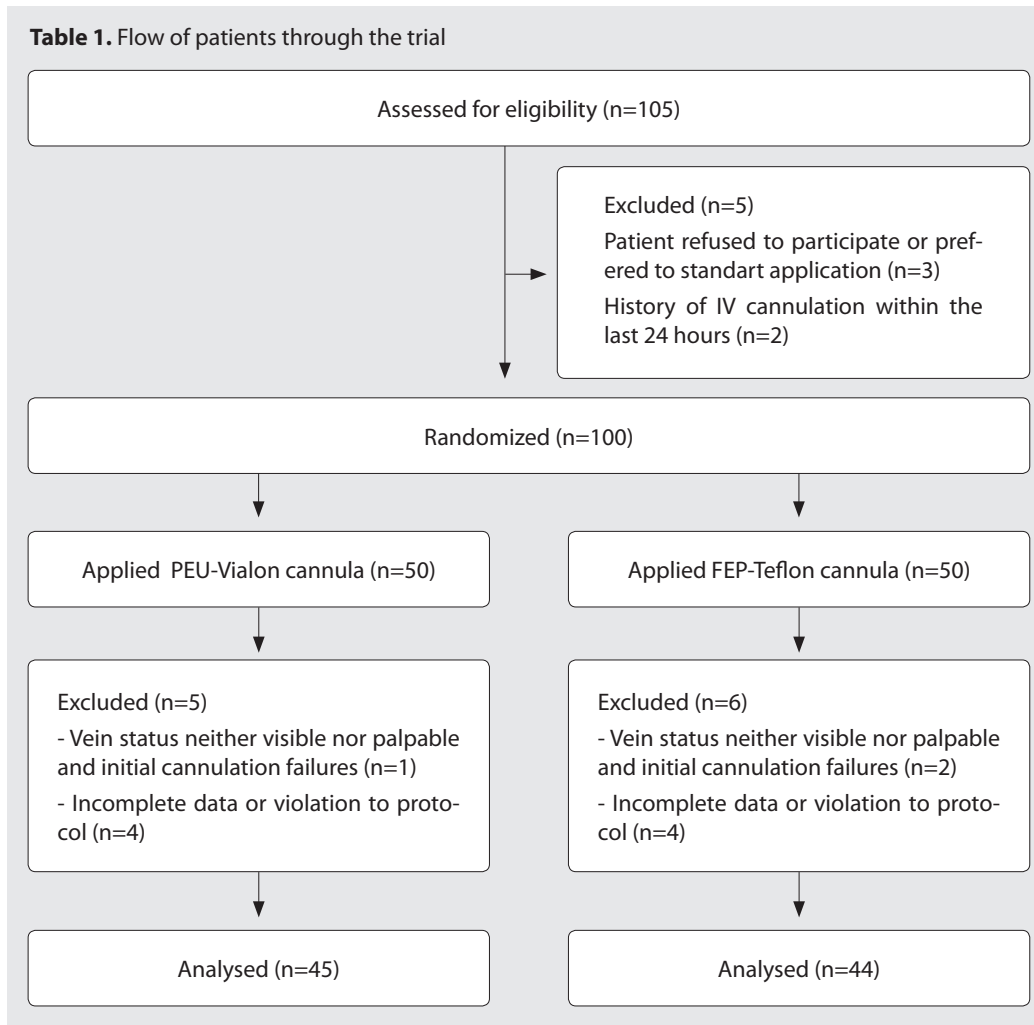 Table 1. Flow of patients through the trial
Assessed for eligibility (n=105)
Excluded (n=5)
Patient refused to participate or pref-
ered to standart application (n=3)
History of IV cannulation within the
last 24 hours (n=2)
Randomized (n=100)
Applied PEU-Vialon cannula (n=50)
Applied FEP-Teflon cannula (n=50)
Excluded (n=5)
- Vein status neither visible nor palpable
and initial cannulation failures (n=1)
- Incomplete data or violation to proto-
col (n=4)
Excluded (n=6)
- Vein status neither visible nor palpable
and initial cannulation failures (n=2)
- Incomplete data or violation to proto-
col (n=4)
Analysed (n=45)
Analysed (n=44)